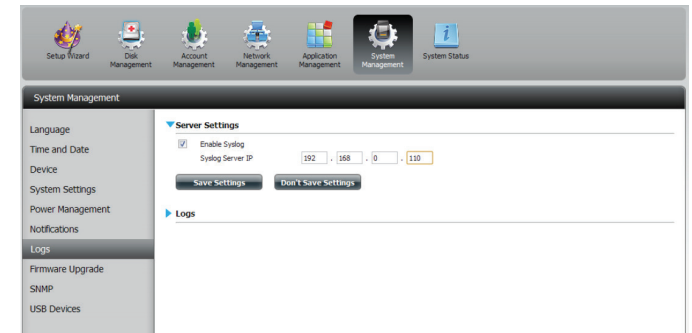 Setup Wizard
Disk Management
Account Management
Network Management
Application Management
System Management
System Status
System Management
Language
Time and Date
Device
System Settings
Power Management
Notifications
Logs
Firmware Upgrade
SNMP
USB Devices
Server Settings
Enable Syslog
Syslog Server IP 192 . 168 . 0 . 110
Save Settings Don't Save Settings
Logs